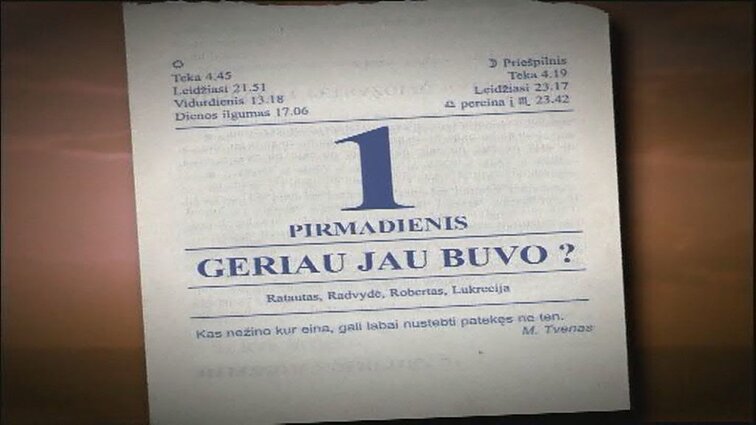 Teka 4.45
Leidžiasi 21.51
Vidurdienis 13.18
Dienos ilgumas 17.06
☽ Priešpilnis
Teka 4.19
Leidžiasi 23.17
♎ pereina į ♏ 23.42
1
PIRMADIENIS
GERIAU JAU BUVO ?
Ratautas, Radvydė, Robertas, Lukrecija
Kas nežino kur eina, gali labai nustebti patekęs ne ten.
M. Tvenas